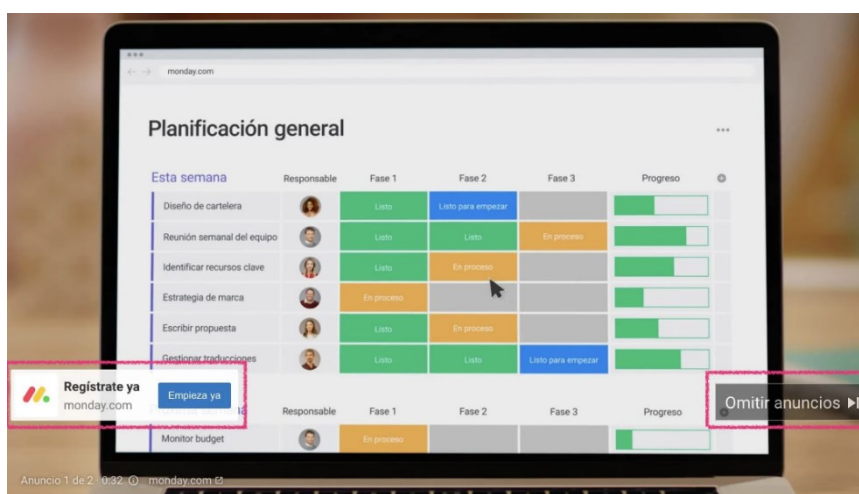 monday.com
Planificación general
Esta semana Responsable Fase 1 Fase 2 Fase 3 Progreso
Diseño de cartelera Listo Listo para empezar
Reunión semanal del equipo Listo Listo En proceso
Identificar recursos clave Listo En proceso
Estrategia de marca En proceso
Escribir propuesta Listo En proceso
Gestionar traducciones Listo Listo Listo para empezar
Regístrate ya
monday.com
Empieza ya
Omitir anuncios
Responsable Fase 1 Fase 2 Fase 3 Progreso
Monitor budget En proceso
Anuncio 1 de 2 · 0:32 monday.com